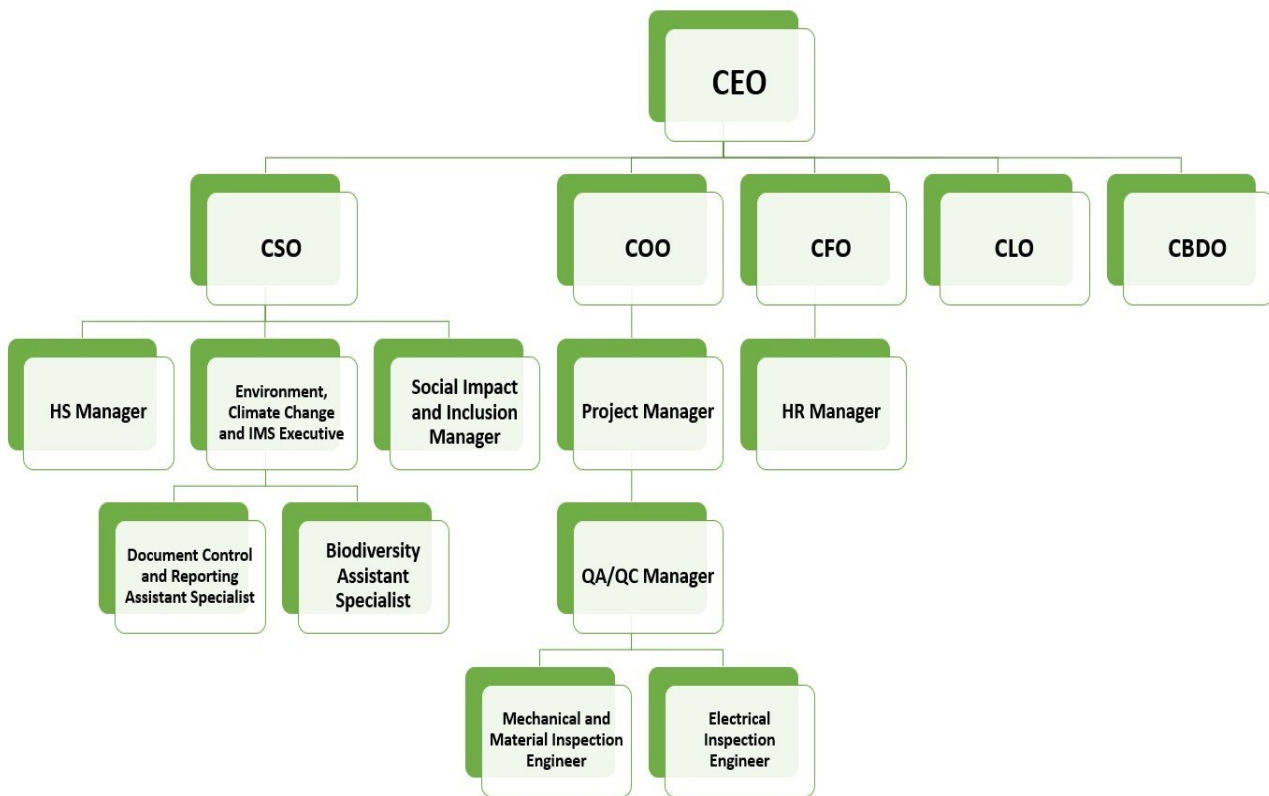 CEO
CSO
COO
CFO
CLO
CBDO
HS Manager
Environment,
Climate Change
and IMS Executive
Social Impact
and Inclusion
Manager
Project Manager
HR Manager
Document Control
and Reporting
Assistant Specialist
Biodiversity
Assistant
Specialist
QA/QC Manager
Mechanical and
Material Inspection
Engineer
Electrical
Inspection
Engineer